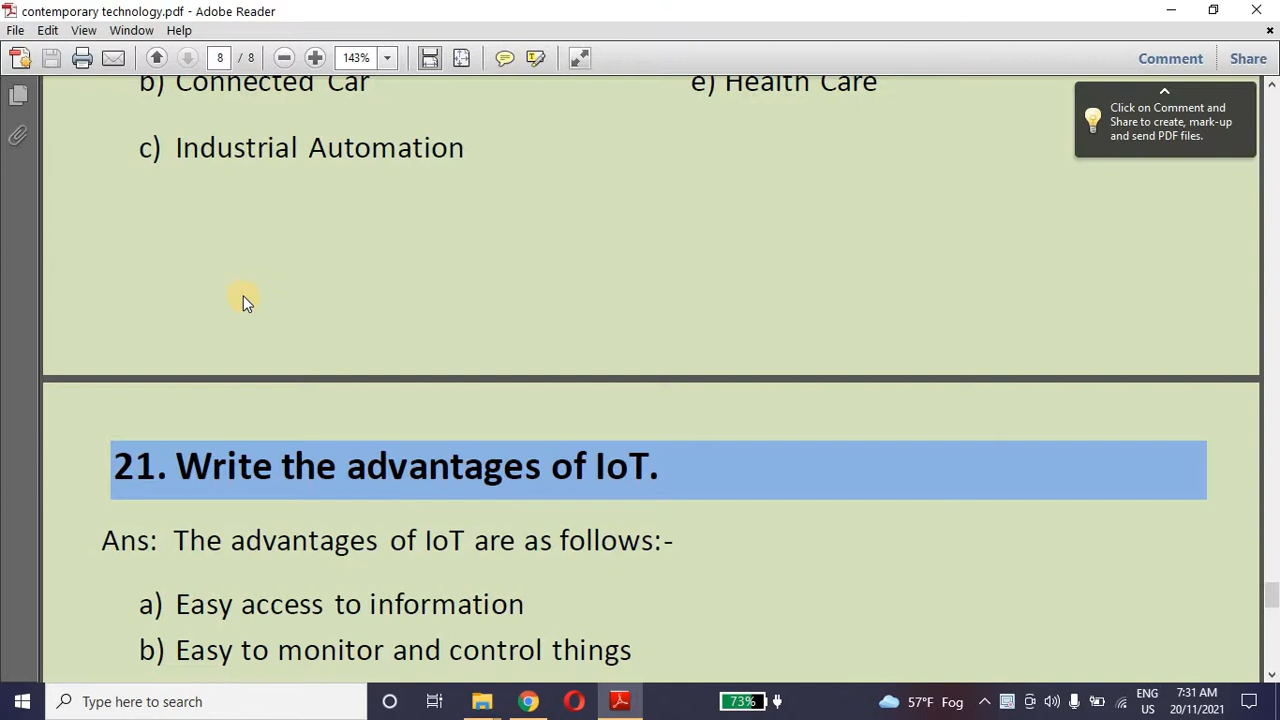 contemporary technology.pdf - Adobe Reader
File Edit View Window Help
8 / 8 143% Comment Share
b) Connected Car e) Health Care
Click on Comment and
Share to create, mark-up
and send PDF files.
c) Industrial Automation
21. Write the advantages of IoT.
Ans: The advantages of IoT are as follows:-
a) Easy access to information
b) Easy to monitor and control things
Type here to search 73% 57°F Fog ENG 7:31 AM
US 20/11/2021